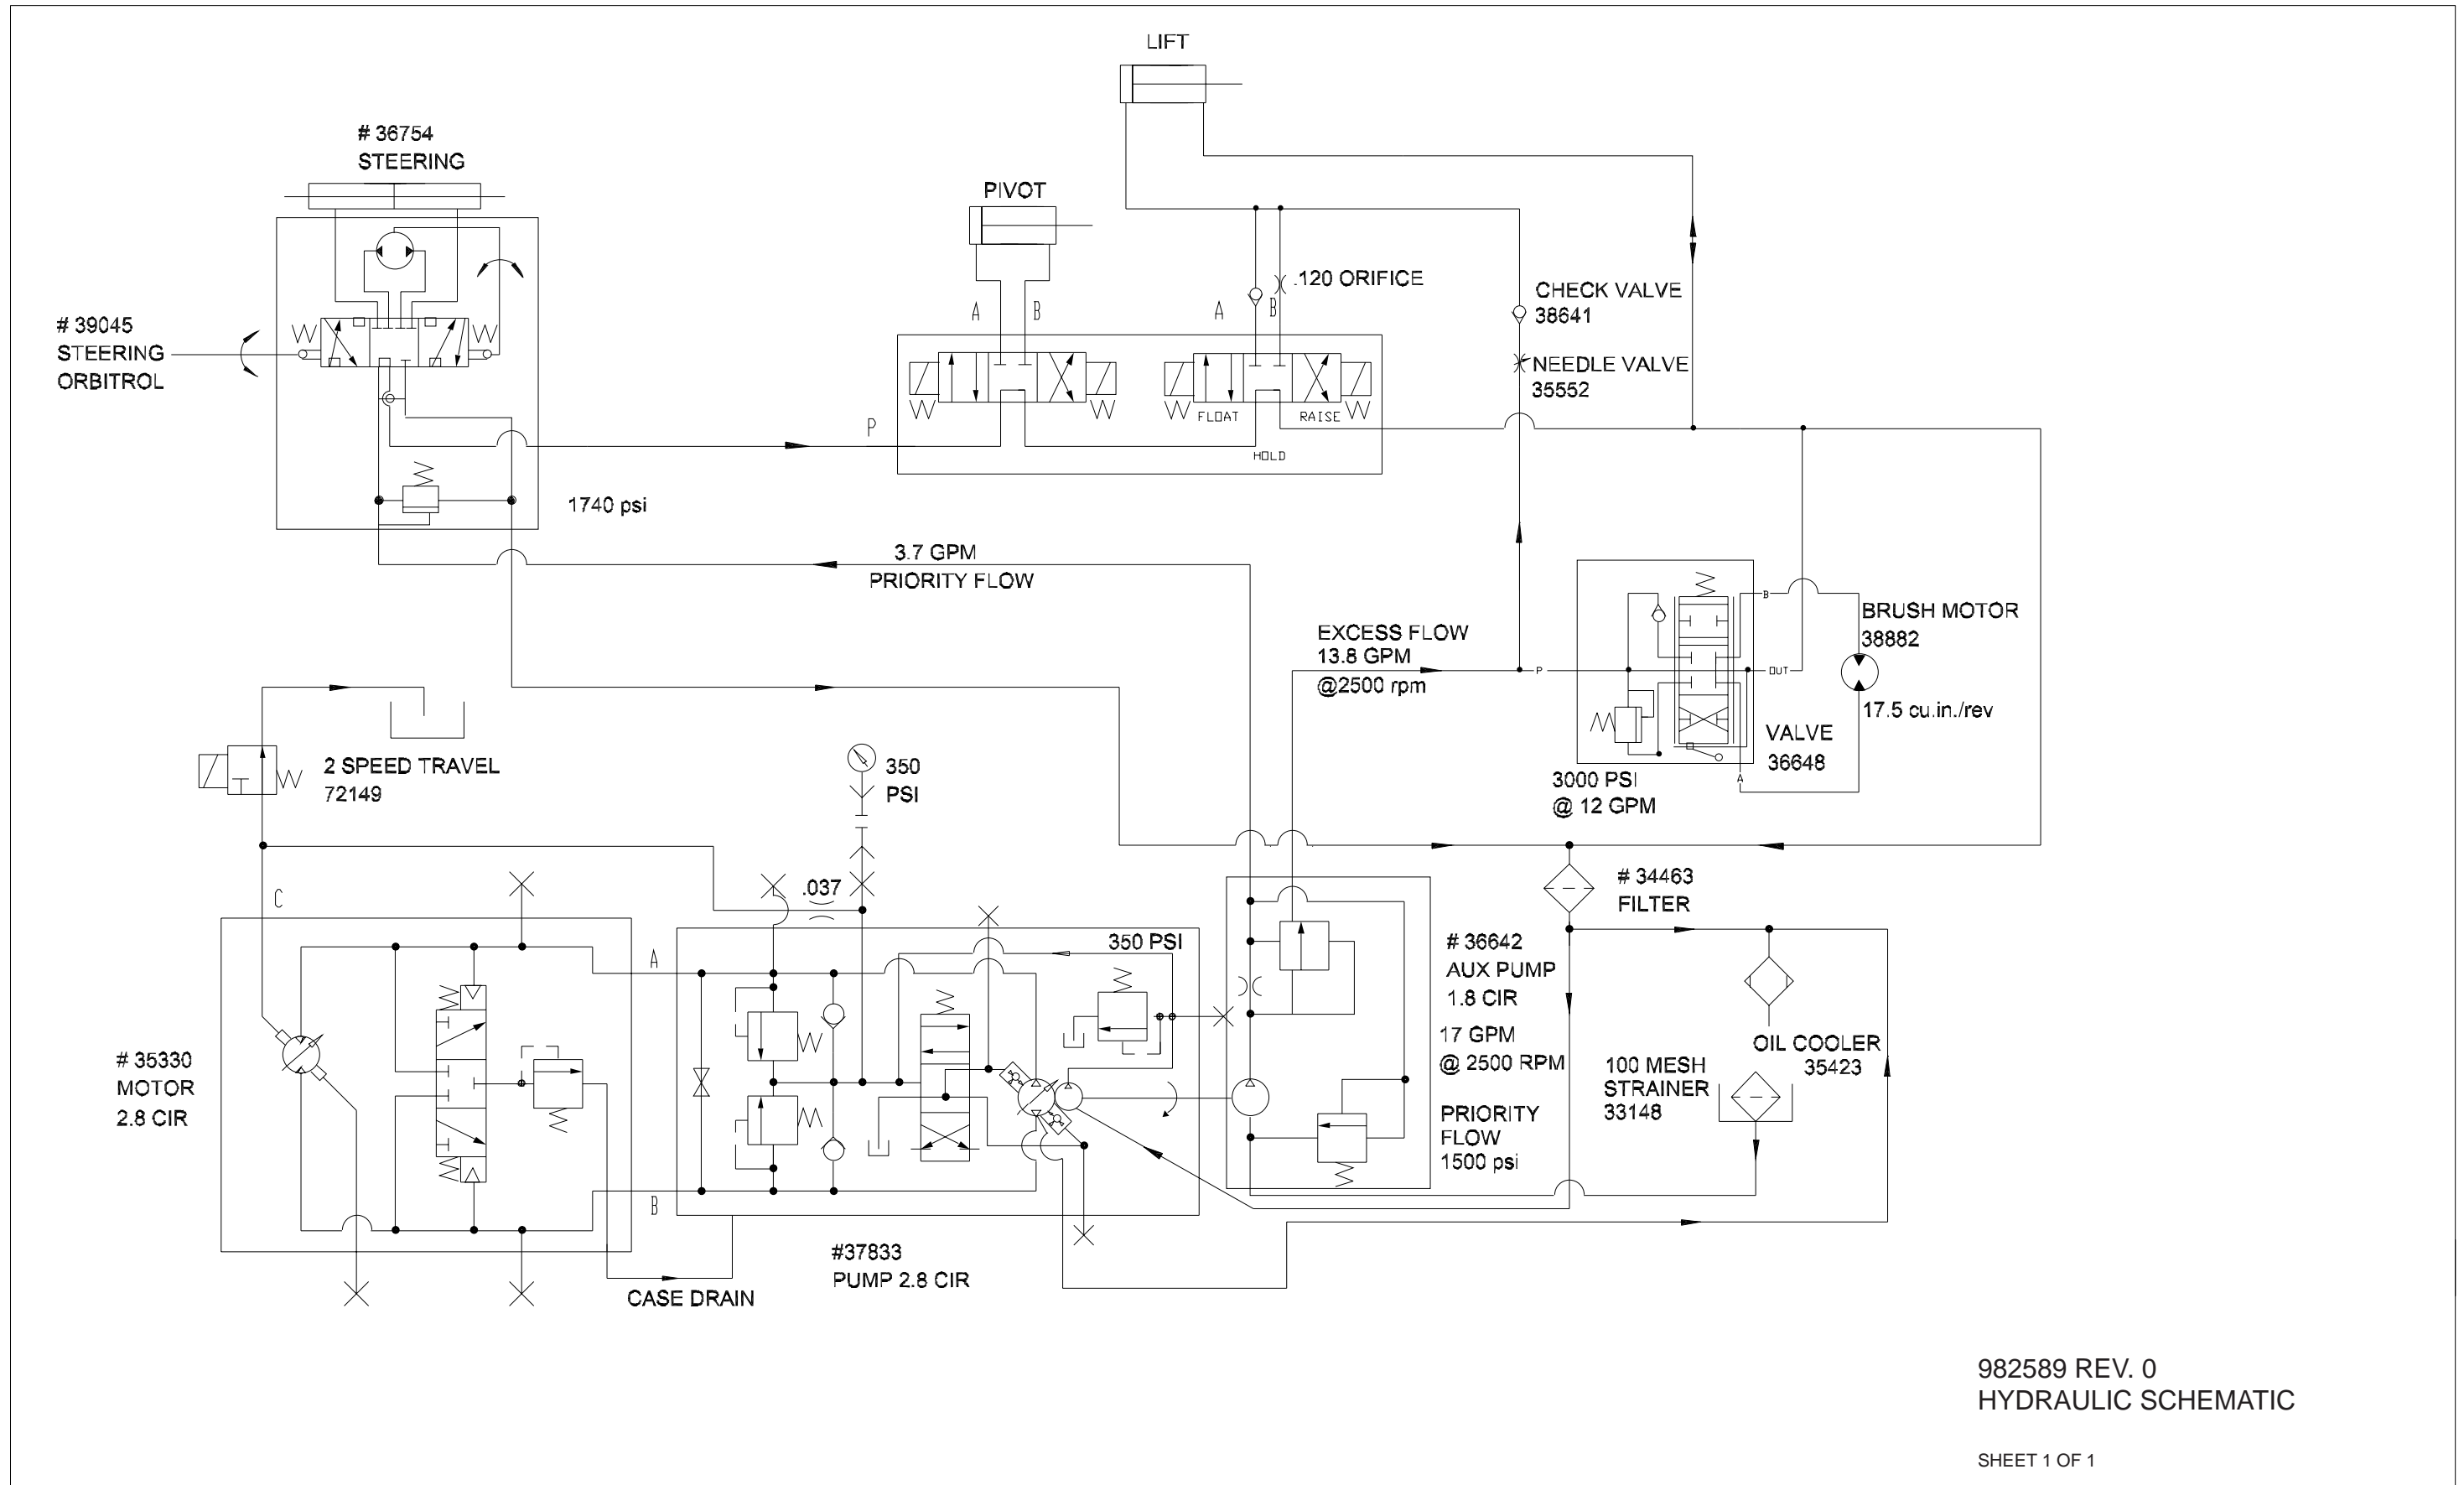 LIFT
# 36754
STEERING
PIVOT
# 39045
STEERING
ORBITROL
A
B
A
B
.120 ORIFICE
CHECK VALVE
38641
NEEDLE VALVE
35552
P
FLOAT
RAISE
HOLD
1740 psi
3.7 GPM
PRIORITY FLOW
EXCESS FLOW
13.8 GPM
@2500 rpm
P
B
OUT
A
BRUSH MOTOR
38882
17.5 cu.in./rev
VALVE
36648
3000 PSI
@ 12 GPM
2 SPEED TRAVEL
72149
350
PSI
.037
C
# 34463
FILTER
A
350 PSI
# 36642
AUX PUMP
1.8 CIR
17 GPM
@ 2500 RPM
PRIORITY
FLOW
1500 psi
OIL COOLER
35423
100 MESH
STRAINER
33148
# 35330
MOTOR
2.8 CIR
B
#37833
PUMP 2.8 CIR
CASE DRAIN
982589 REV. 0
HYDRAULIC SCHEMATIC
SHEET 1 OF 1